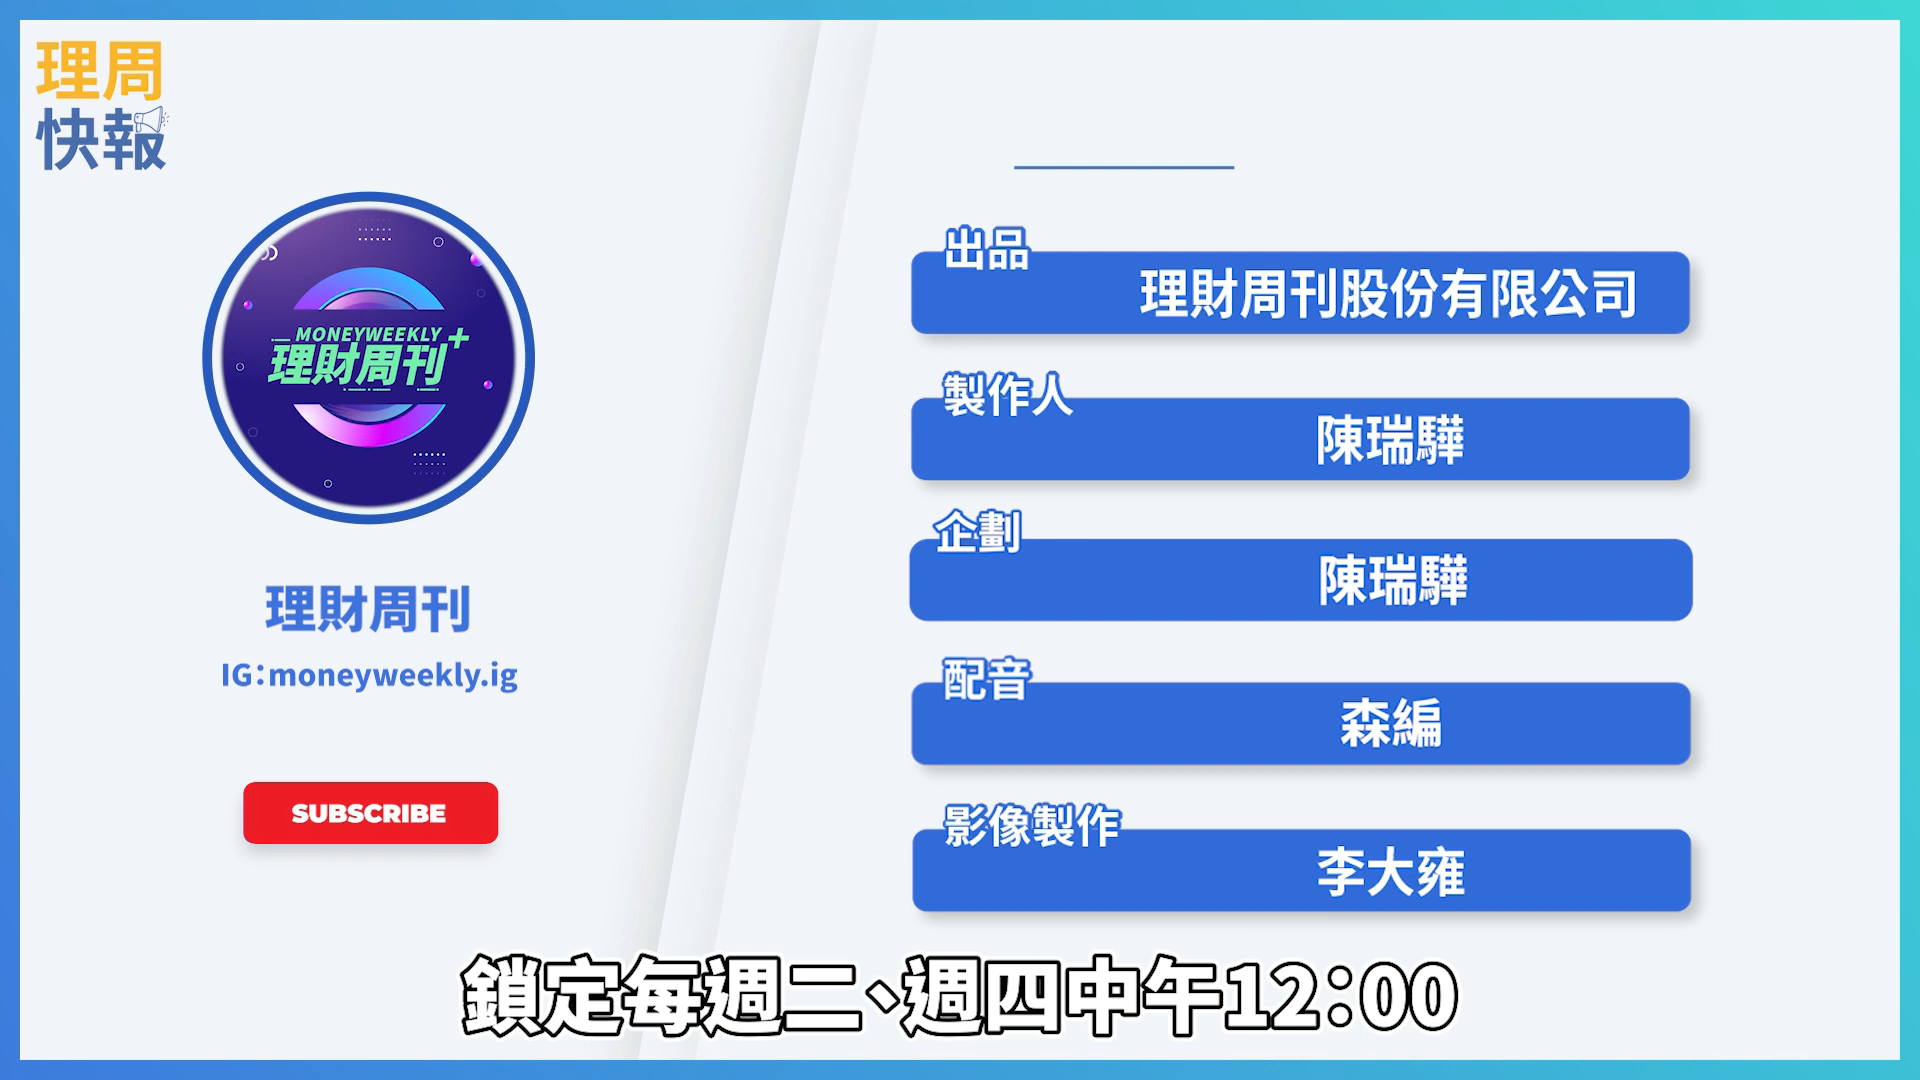 理周
快報
MONEYWEEKLY
理財周刊+
理財周刊
IG:moneyweekly.ig
SUBSCRIBE
出品
理財周刊股份有限公司
製作人
陳瑞驊
企劃
陳瑞驊
配音
森編
影像製作
李大雍
鎖定每週二、週四中午12:00